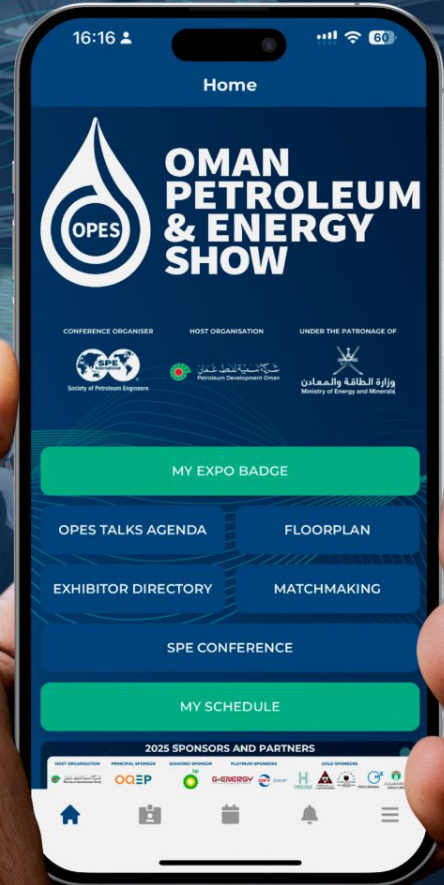 16:16
60
Home
OPES
OMAN
PETROLEUM
& ENERGY
SHOW
CONFERENCE ORGANISER
HOST ORGANISATION
UNDER THE PATRONAGE OF
SPE
International
Society of Petroleum Engineers
شركة تنمية نفط عمان
Petroleum Development Oman
وزارة الطاقة والمعادن
Ministry of Energy and Minerals
MY EXPO BADGE
OPES TALKS AGENDA
FLOORPLAN
EXHIBITOR DIRECTORY
MATCHMAKING
SPE CONFERENCE
MY SCHEDULE
2025 SPONSORS AND PARTNERS
HOST ORGANISATION
PRINCIPAL SPONSOR
DIAMOND SPONSOR
PLATINUM SPONSORS
GOLD SPONSORS
OQEP
bp
G-ENERGY